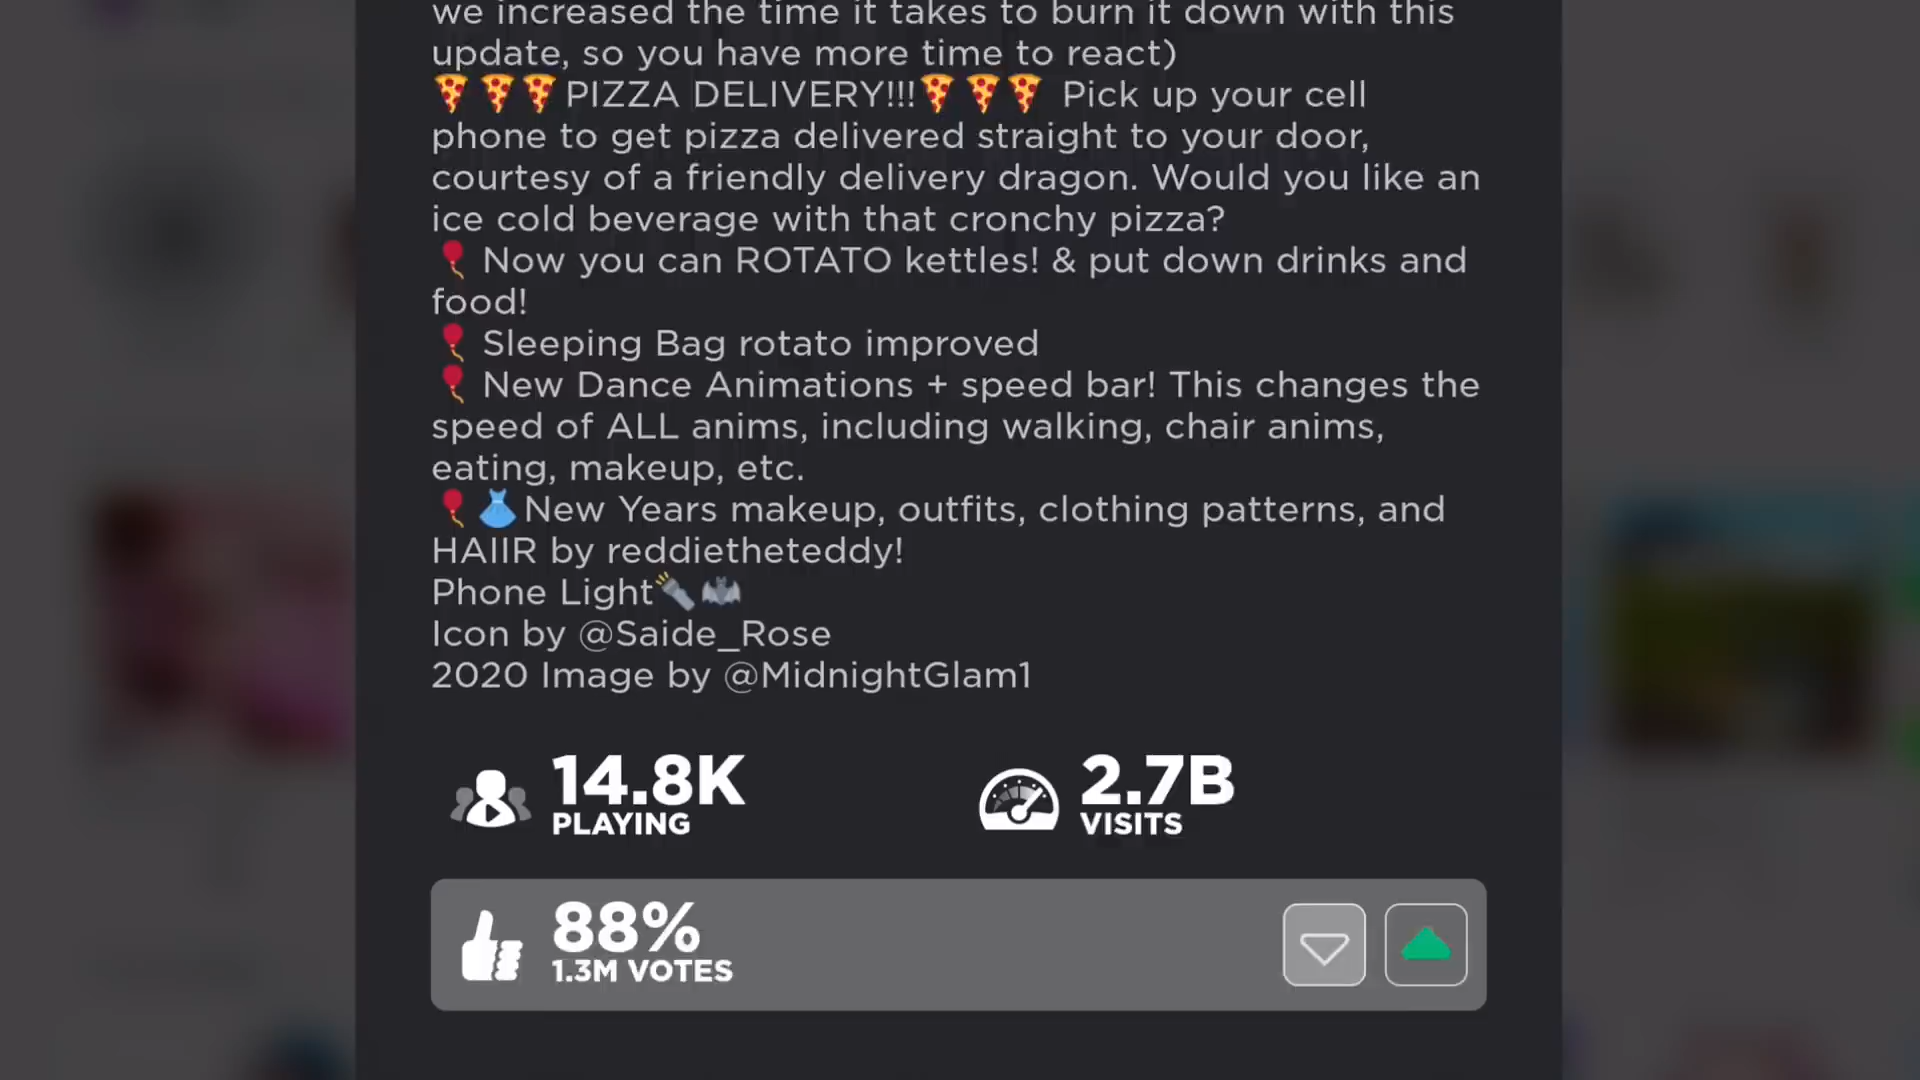 we increased the time it takes to burn it down with this
update, so you have more time to react)
🍕🍕🍕PIZZA DELIVERY!!!🍕🍕🍕 Pick up your cell
phone to get pizza delivered straight to your door,
courtesy of a friendly delivery dragon. Would you like an
ice cold beverage with that cronchy pizza?
🎈 Now you can ROTATO kettles! & put down drinks and
food!
🎈 Sleeping Bag rotato improved
🎈 New Dance Animations + speed bar! This changes the
speed of ALL anims, including walking, chair anims,
eating, makeup, etc.
🎈👗New Years makeup, outfits, clothing patterns, and
HAIIR by reddietheteddy!
Phone Light🔦🦇
Icon by @Saide_Rose
2020 Image by @MidnightGlam1
14.8K
PLAYING
2.7B
VISITS
88%
1.3M VOTES